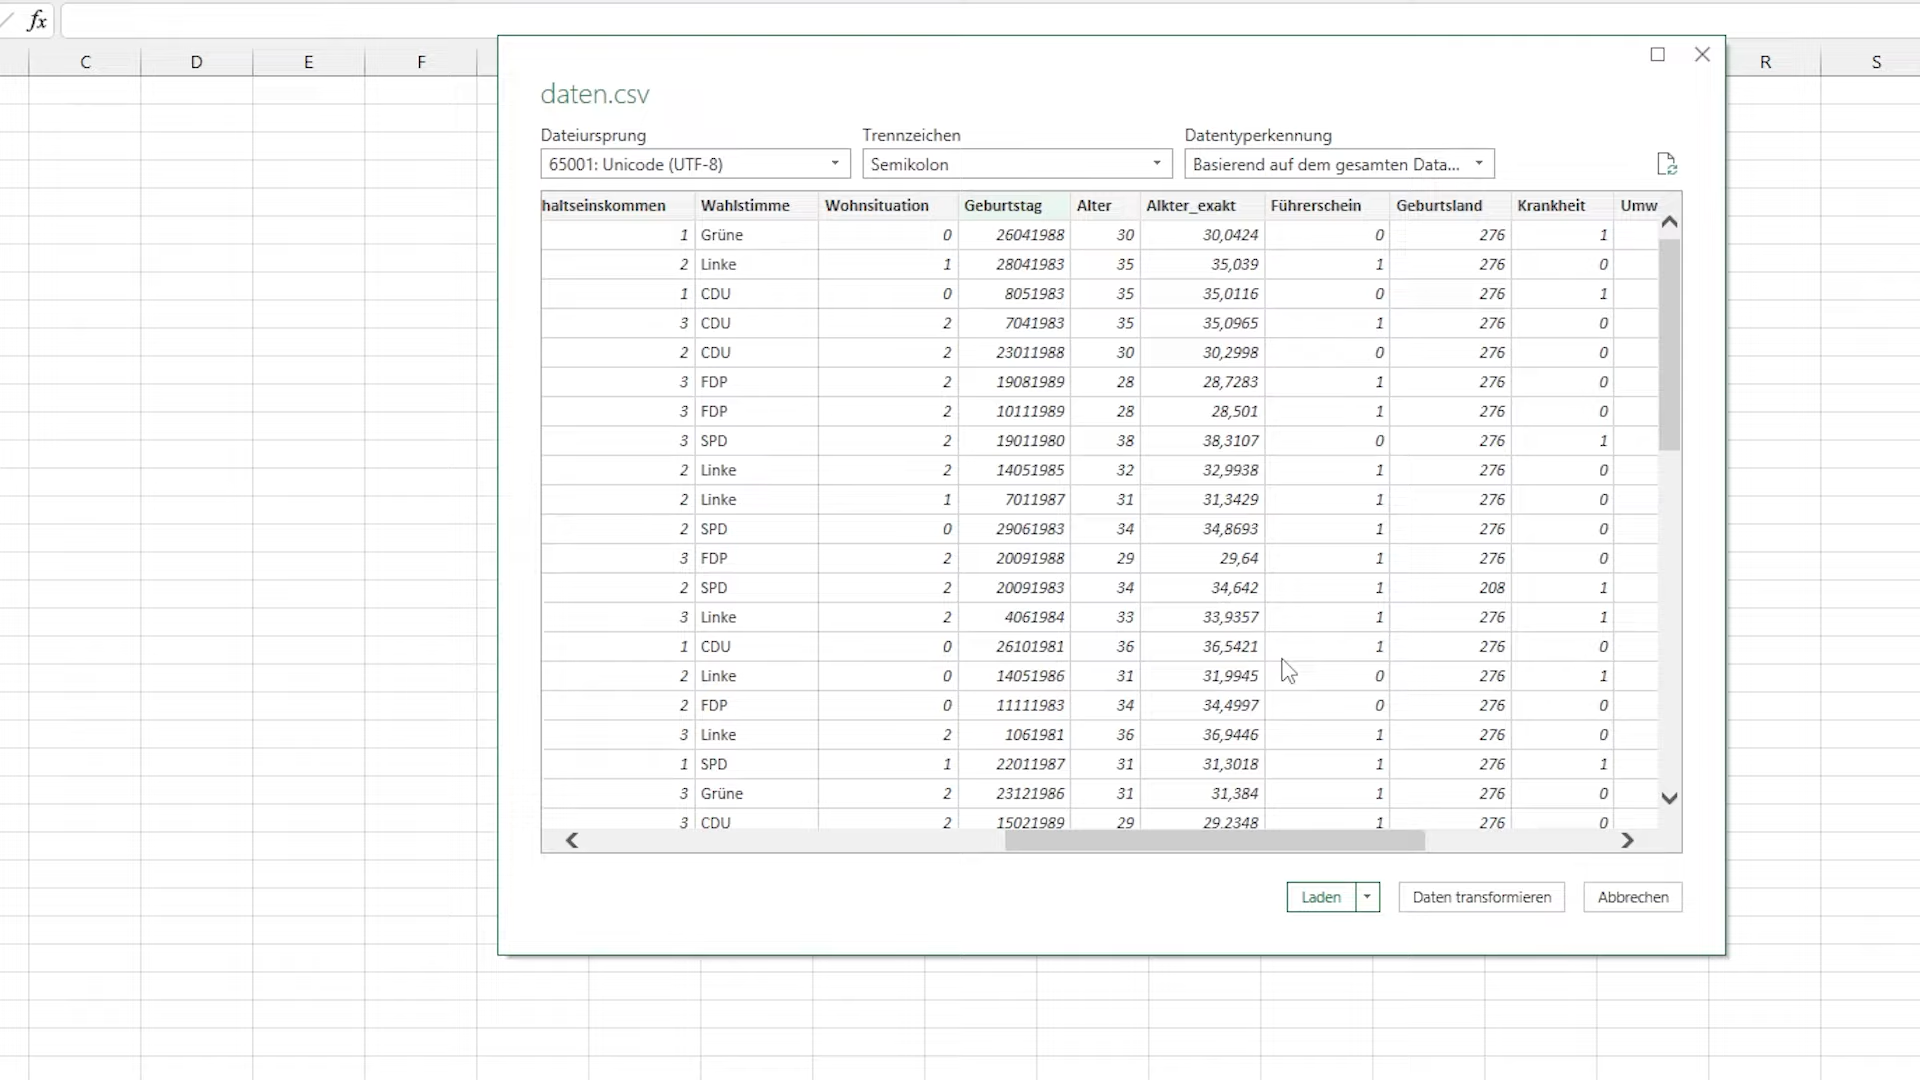 fx
C D E F R S
daten.csv
Dateiursprung Trennzeichen Datentyperkennung
65001: Unicode (UTF-8) Semikolon Basierend auf dem gesamten Data...
haltseinskommen Wahlstimme Wohnsituation Geburtstag Alter Alkter_exakt Führerschein Geburtsland Krankheit Umw
1 Grüne 0 26041988 30 30,0424 0 276 1
2 Linke 1 28041983 35 35,039 1 276 0
1 CDU 0 8051983 35 35,0116 0 276 1
3 CDU 2 7041983 35 35,0965 1 276 0
2 CDU 2 23011988 30 30,2998 0 276 0
3 FDP 2 19081989 28 28,7283 1 276 0
3 FDP 2 10111989 28 28,501 1 276 0
3 SPD 2 19011980 38 38,3107 0 276 1
2 Linke 2 14051985 32 32,9938 1 276 0
2 Linke 1 7011987 31 31,3429 1 276 0
2 SPD 0 29061983 34 34,8693 1 276 0
3 FDP 2 20091988 29 29,64 1 276 0
2 SPD 2 20091983 34 34,642 1 208 1
3 Linke 2 4061984 33 33,9357 1 276 1
1 CDU 0 26101981 36 36,5421 1 276 0
2 Linke 0 14051986 31 31,9945 0 276 1
2 FDP 0 11111983 34 34,4997 0 276 0
3 Linke 2 1061981 36 36,9446 1 276 0
1 SPD 1 22011987 31 31,3018 1 276 1
3 Grüne 2 23121986 31 31,384 1 276 0
3 CDU 2 15021989 29 29,2348 1 276 0
Laden Daten transformieren Abbrechen